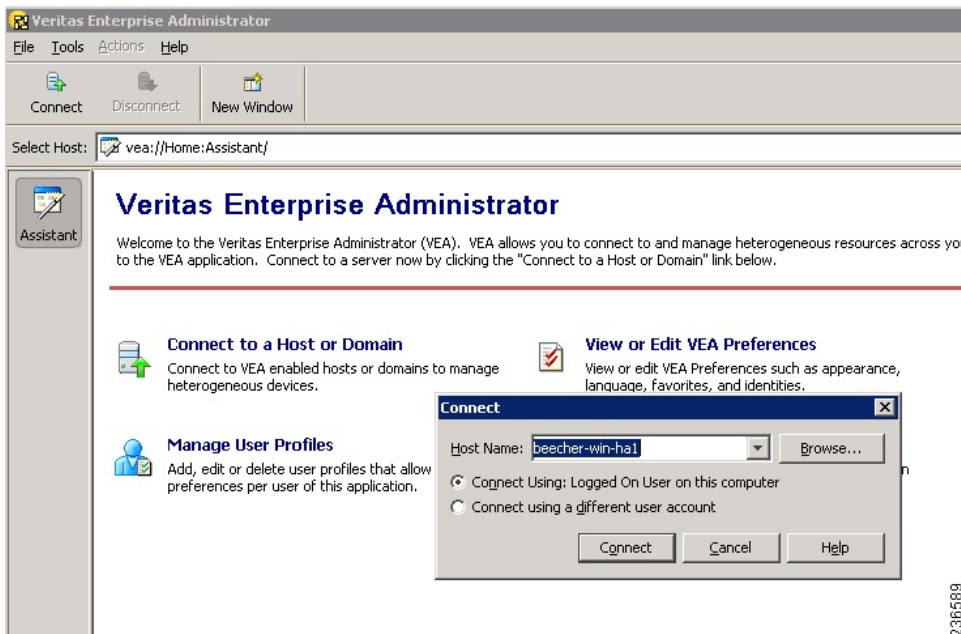 Veritas Enterprise Administrator
File Tools Actions Help
Connect Disconnect New Window
Select Host: vea://Home:Assistant/
Assistant
Veritas Enterprise Administrator
Welcome to the Veritas Enterprise Administrator (VEA). VEA allows you to connect to and manage heterogeneous resources across yo
to the VEA application. Connect to a server now by clicking the "Connect to a Host or Domain" link below.
Connect to a Host or Domain
Connect to VEA enabled hosts or domains to manage
heterogeneous devices.
View or Edit VEA Preferences
View or edit VEA Preferences such as appearance,
language, favorites, and identities.
Manage User Profiles
Add, edit or delete user profiles that allow
preferences per user of this application.
n
Connect
Host Name: beecher-win-ha1 Browse...
Connect Using: Logged On User on this computer
Connect using a different user account
Connect Cancel Help
236589